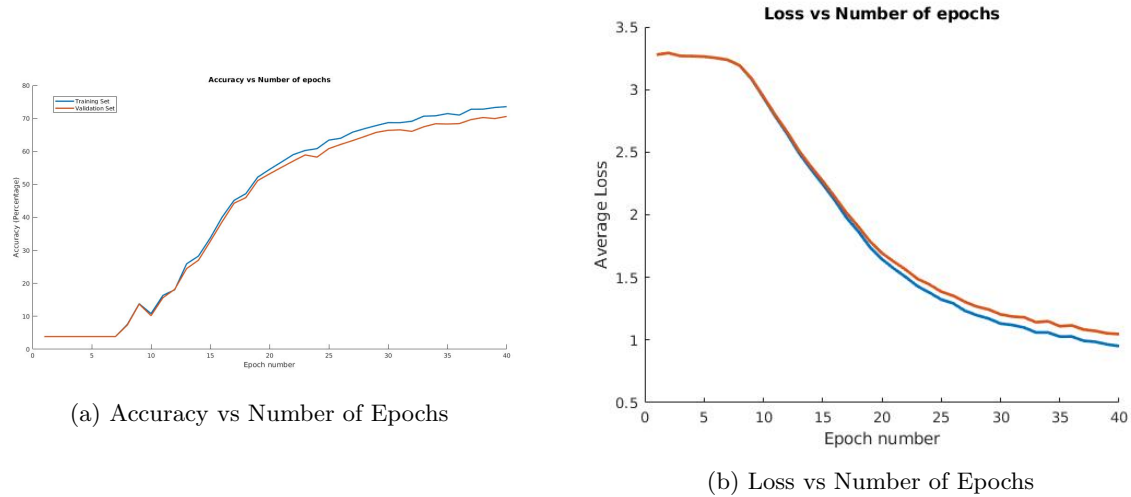 Accuracy vs Number of epochs
80
70
60
50
40
30
20
10
0
Accuracy (Percentage)
Training Set
Validation Set
0 5 10 15 20 25 30 35 40
Epoch number
(a) Accuracy vs Number of Epochs
Loss vs Number of epochs
3.5
3
2.5
2
1.5
1
0.5
Average Loss
0 5 10 15 20 25 30 35 40
Epoch number
(b) Loss vs Number of Epochs